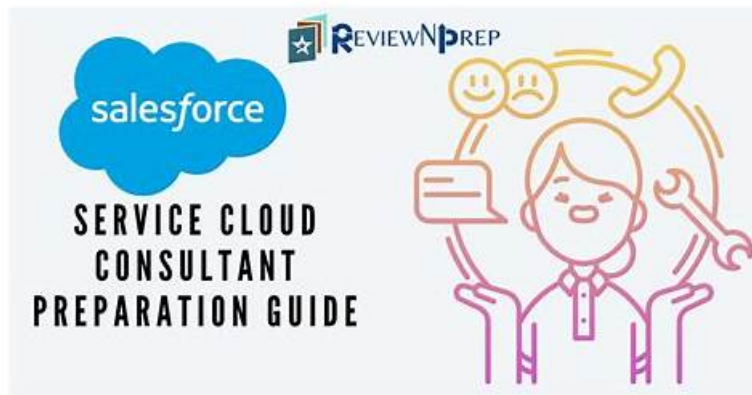 REVIEWNPREP
salesforce
SERVICE CLOUD
CONSULTANT
PREPARATION GUIDE